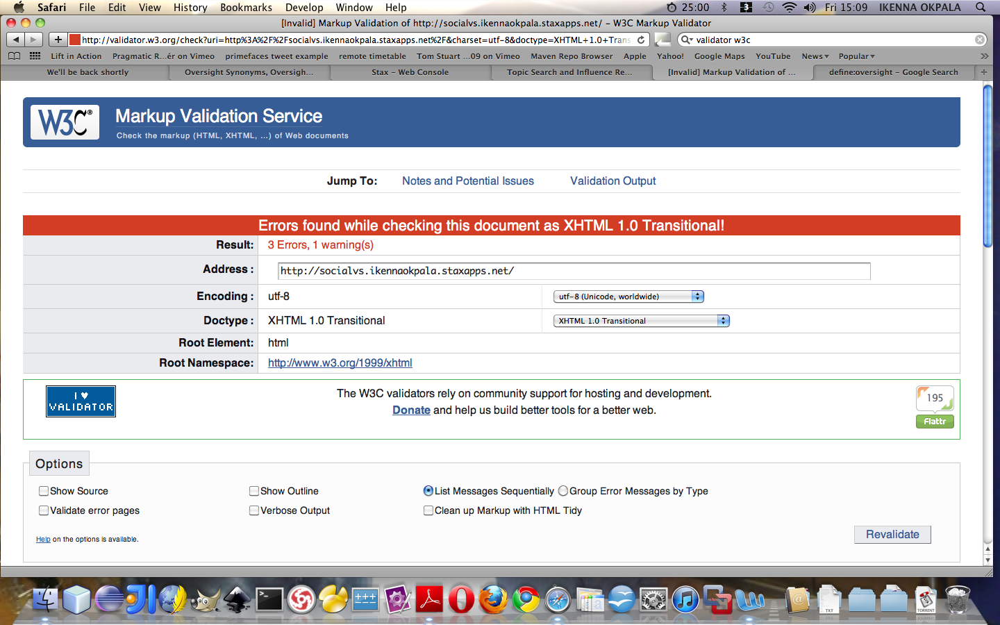 Safari File Edit View History Bookmarks Develop Window Help 25:00 3 Fri 15:09 IKENNA OKPALA
[Invalid] Markup Validation of http://socialvs.ikennaokpala.staxapps.net/ – W3C Markup Validator
http://validator.w3.org/check?uri=http%3A%2F%2Fsocialvs.ikennaokpala.staxapps.net%2F&charset=utf-8&doctype=XHTML+1.0+Trans validator w3c
Lift in Action Pragmatic R...ér on Vimeo primefaces tweet example remote timetable Tom Stuart ...09 on Vimeo Maven Repo Browser Apple Yahoo! Google Maps YouTube News Popular
We'll be back shortly Oversight Synonyms, Oversigh... Stax – Web Console Topic Search and Influence Re... [Invalid] Markup Validation of ... define:oversight – Google Search
W3C® Markup Validation Service
Check the markup (HTML, XHTML, ...) of Web documents
Jump To: Notes and Potential Issues Validation Output
Errors found while checking this document as XHTML 1.0 Transitional!
Result: 3 Errors, 1 warning(s)
Address : http://socialvs.ikennaokpala.staxapps.net/
Encoding : utf-8 utf-8 (Unicode, worldwide)
Doctype : XHTML 1.0 Transitional XHTML 1.0 Transitional
Root Element: html
Root Namespace: http://www.w3.org/1999/xhtml
I ♥
VALIDATOR
The W3C validators rely on community support for hosting and development.
Donate and help us build better tools for a better web.
195
Flattr
Options
Show Source Show Outline List Messages Sequentially Group Error Messages by Type
Validate error pages Verbose Output Clean up Markup with HTML Tidy
Help on the options is available.
Revalidate
TXT
TORRENT